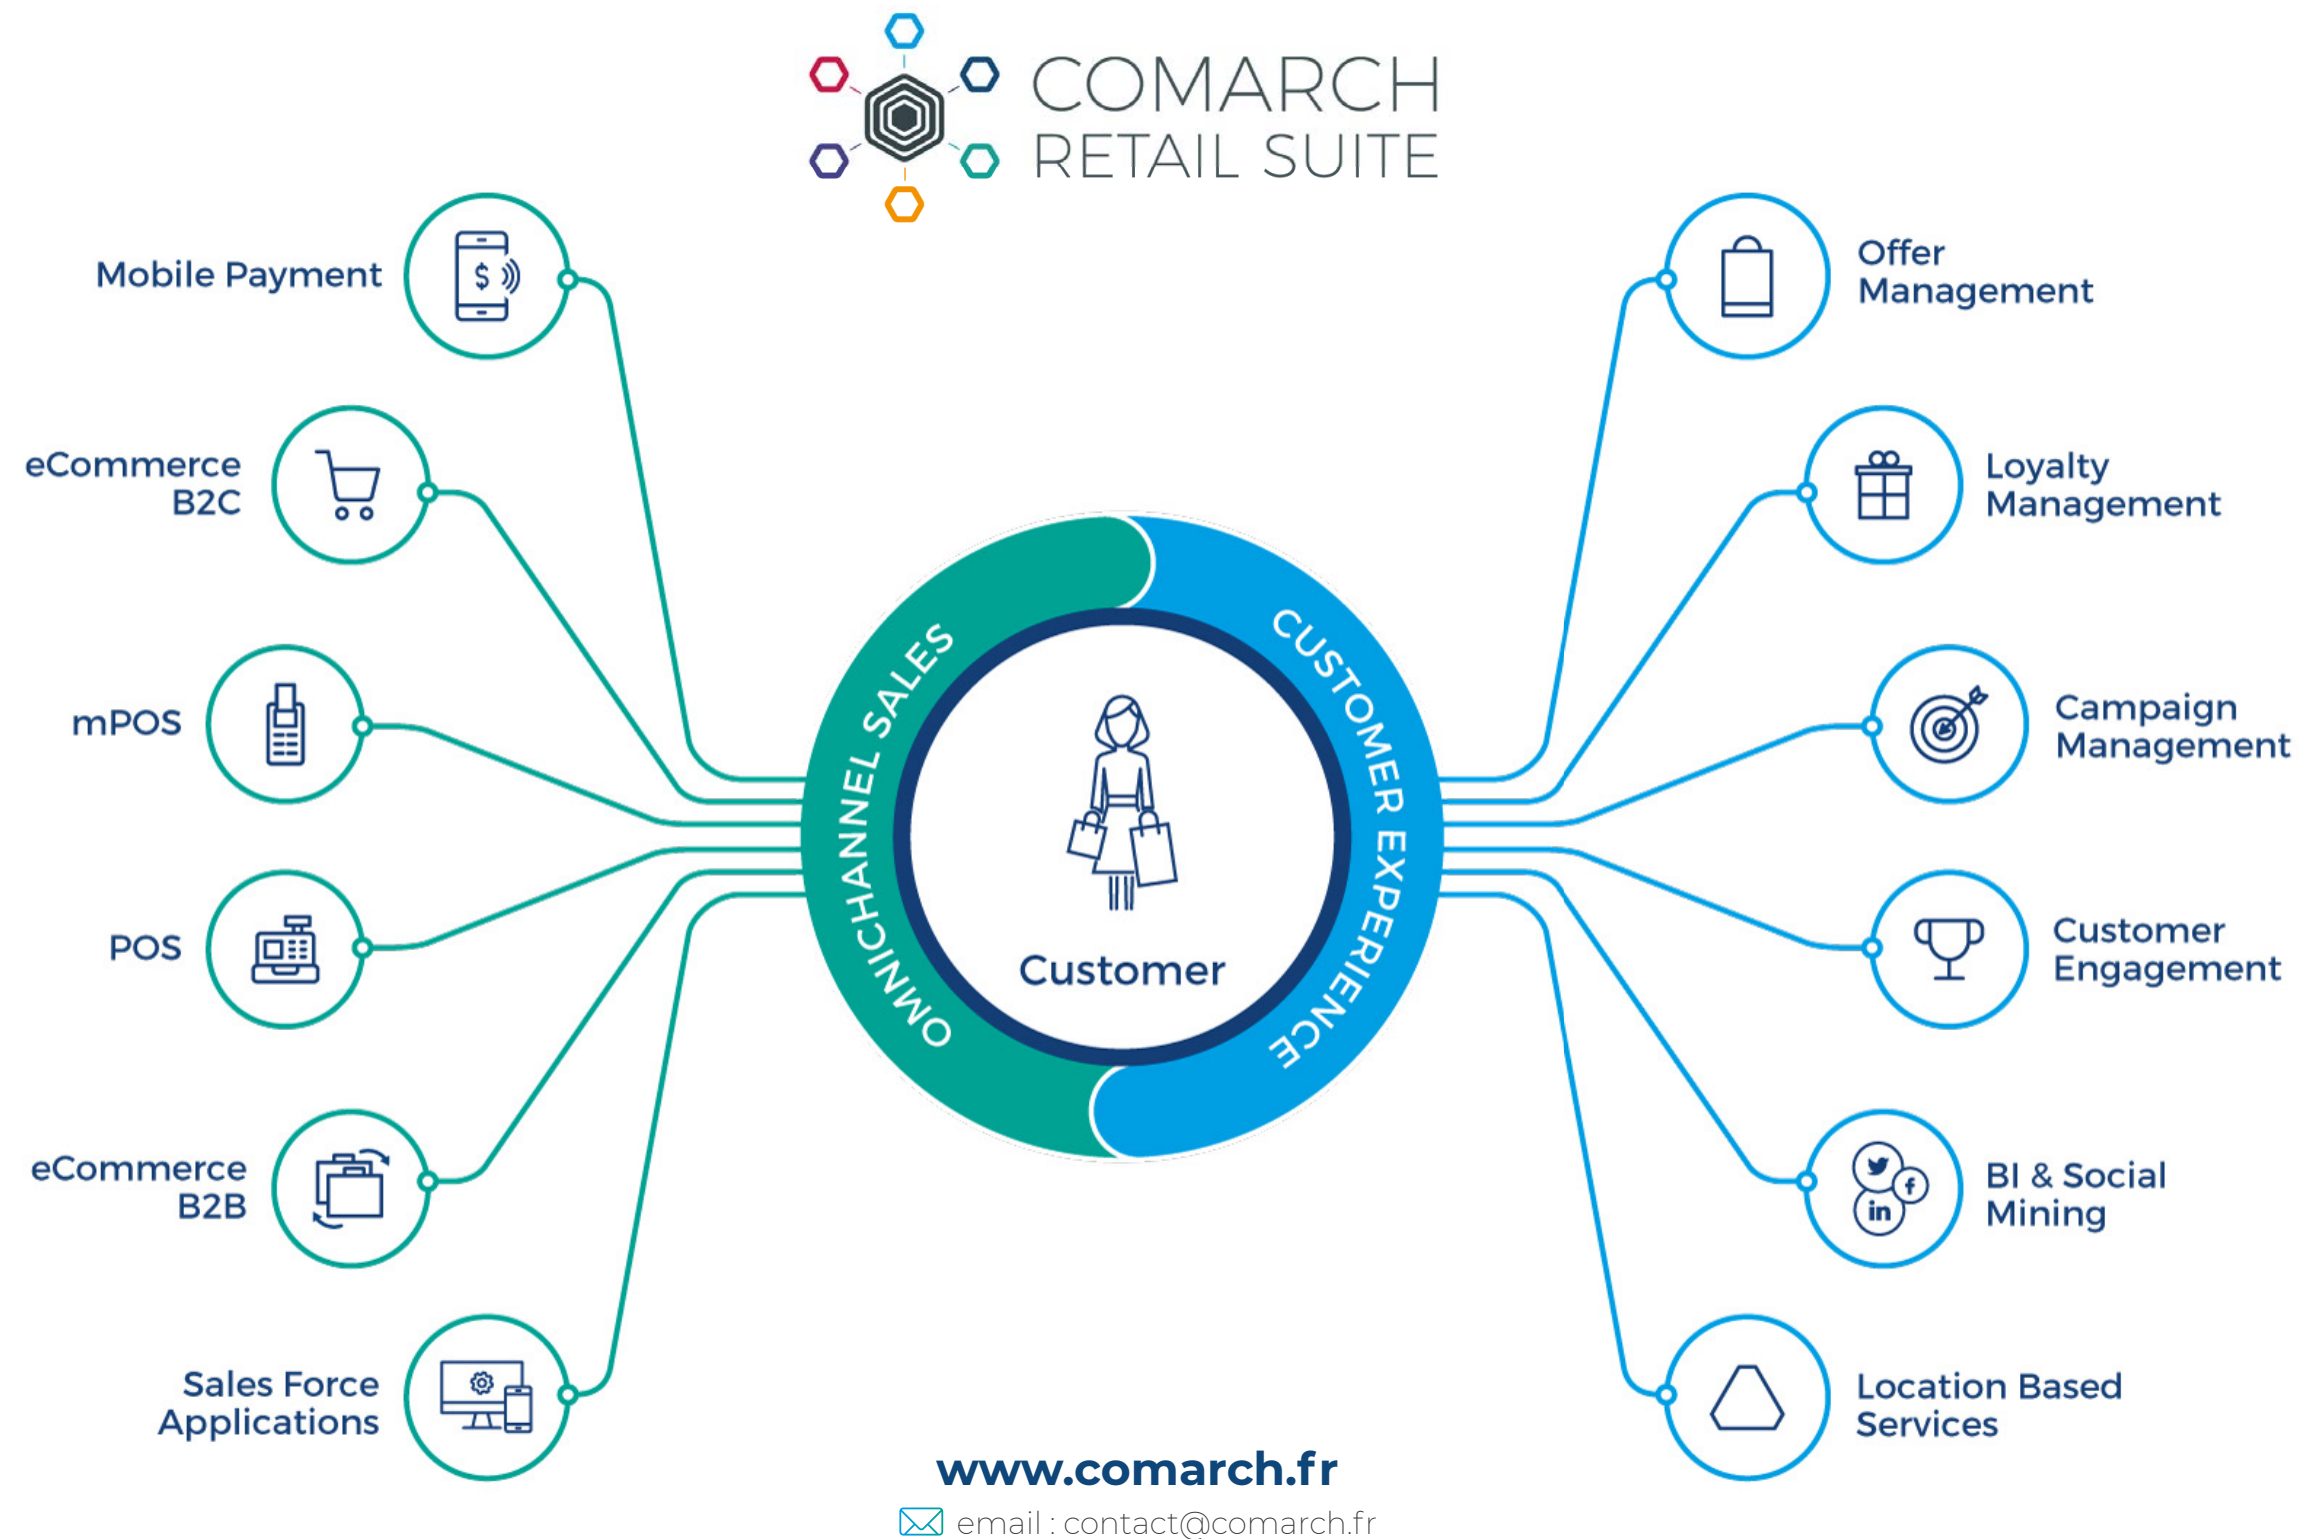 COMARCH
RETAIL SUITE
Mobile Payment
$
eCommerce
B2C
mPOS
POS
eCommerce
B2B
Sales Force
Applications
OMNICHANNEL SALES
CUSTOMER EXPERIENCE
Customer
Offer
Management
Loyalty
Management
Campaign
Management
Customer
Engagement
f
in
BI & Social
Mining
Location Based
Services
www.comarch.fr
email : contact@comarch.fr